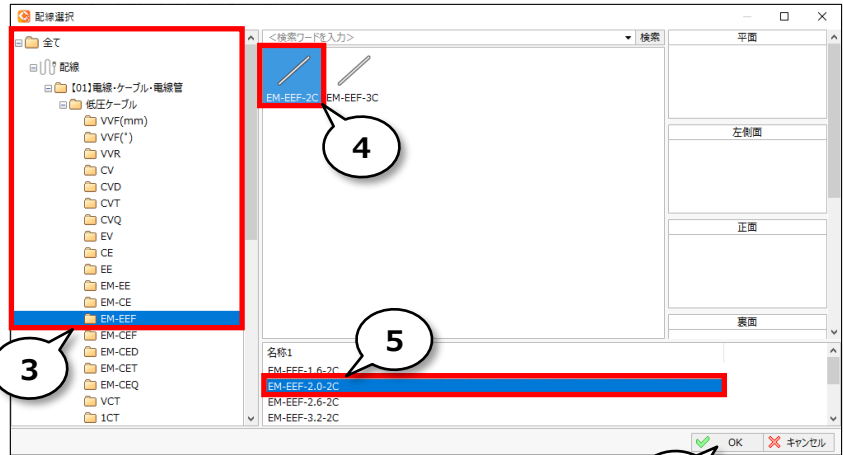 配線選択
全て
配線
【01】電線・ケーブル・電線管
低圧ケーブル
VVF(mm)
VVF(゜)
VVR
CV
CVD
CVT
CVQ
EV
CE
EE
EM-EE
EM-CE
EM-EEF
EM-CEF
EM-CED
EM-CET
EM-CEQ
VCT
1CT
3
<検索ワードを入力>
検索
EM-EEF-2C
EM-EEF-3C
4
名称1
EM-EEF-1.6-2C
EM-EEF-2.0-2C
EM-EEF-2.6-2C
EM-EEF-3.2-2C
5
平面
左側面
正面
裏面
OK
キャンセル